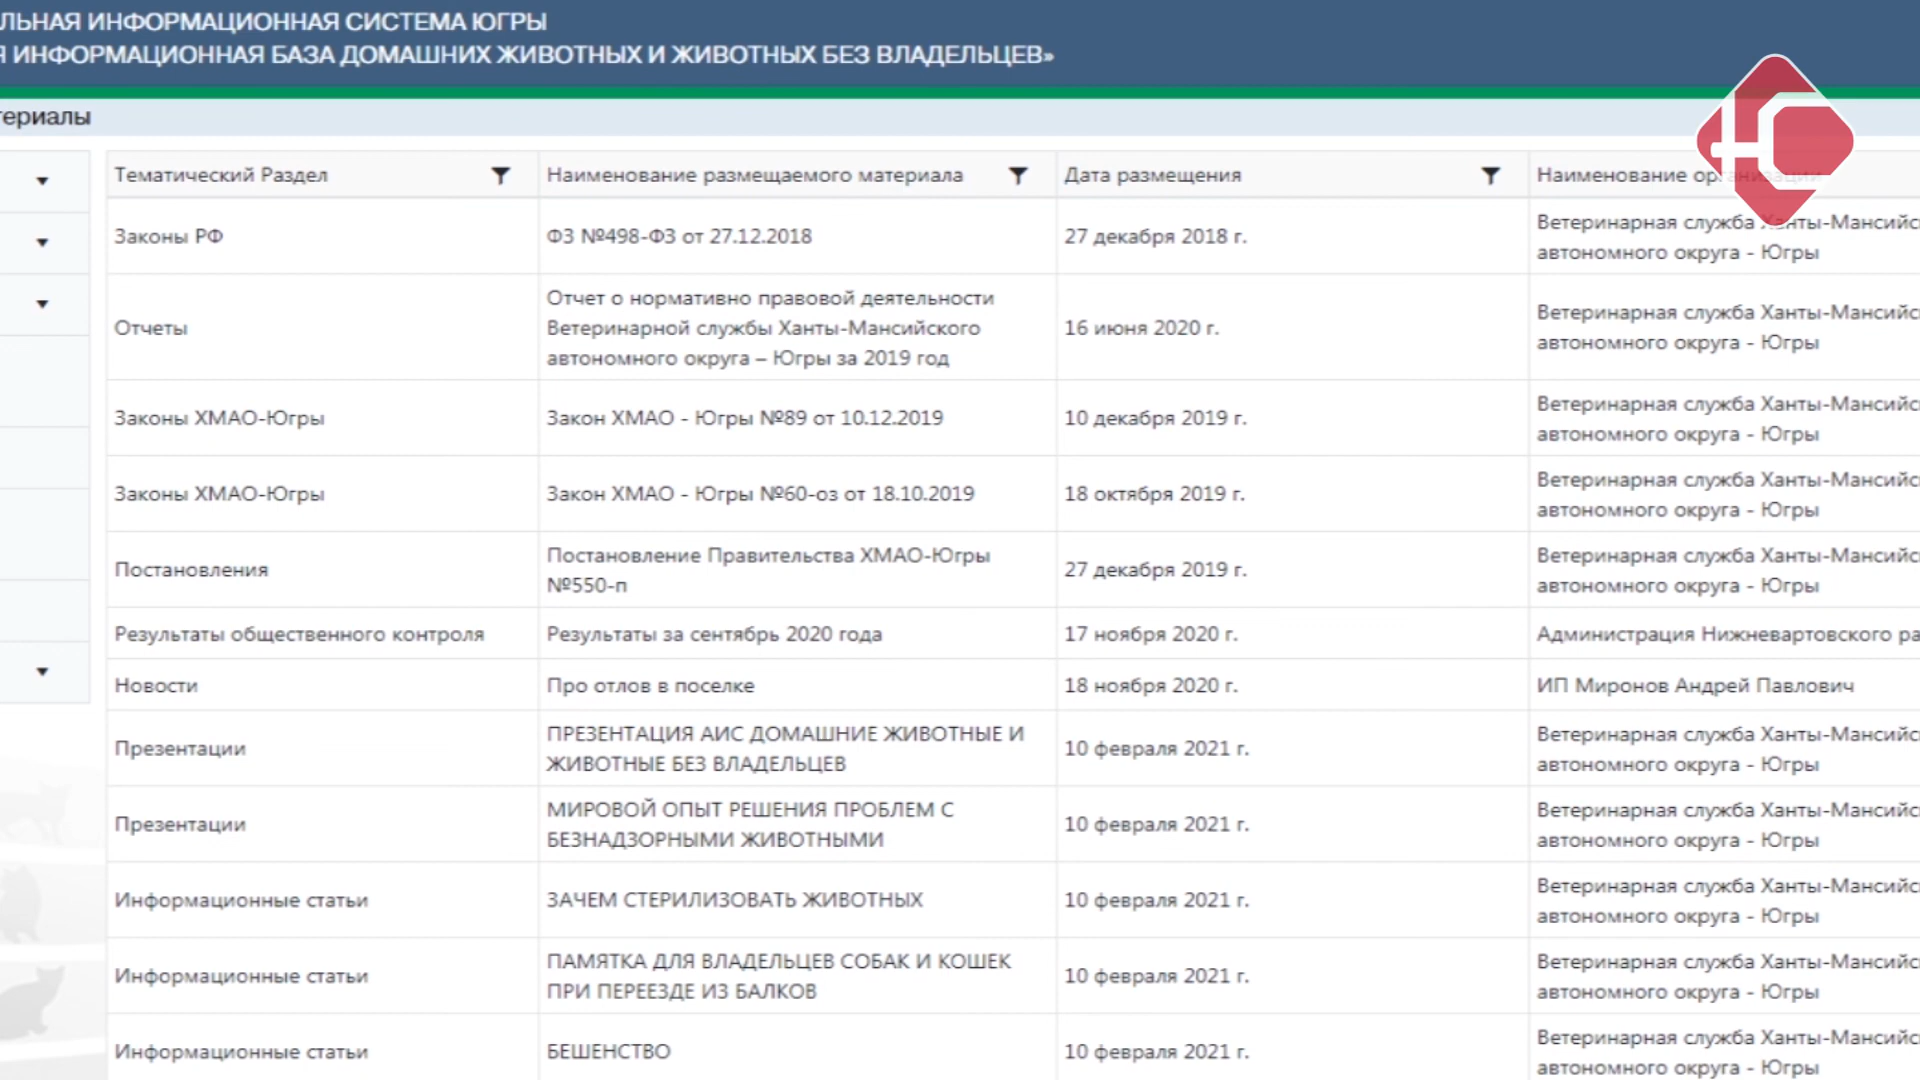 ЛЬНАЯ ИНФОРМАЦИОННАЯ СИСТЕМА ЮГРЫ
Я ИНФОРМАЦИОННАЯ БАЗА ДОМАШНИХ ЖИВОТНЫХ И ЖИВОТНЫХ БЕЗ ВЛАДЕЛЬЦЕВ»
териалы
Тематический Раздел
Наименование размещаемого материала
Дата размещения
Наименование организации
Законы РФ
ФЗ №498-ФЗ от 27.12.2018
27 декабря 2018 г.
Ветеринарная служба Ханты-Мансийс
автономного округа - Югры
Отчеты
Отчет о нормативно правовой деятельности
Ветеринарной службы Ханты-Мансийского
автономного округа – Югры за 2019 год
16 июня 2020 г.
Ветеринарная служба Ханты-Мансийс
автономного округа - Югры
Законы ХМАО-Югры
Закон ХМАО - Югры №89 от 10.12.2019
10 декабря 2019 г.
Ветеринарная служба Ханты-Мансийс
автономного округа - Югры
Законы ХМАО-Югры
Закон ХМАО - Югры №60-оз от 18.10.2019
18 октября 2019 г.
Ветеринарная служба Ханты-Мансийс
автономного округа - Югры
Постановления
Постановление Правительства ХМАО-Югры
№550-п
27 декабря 2019 г.
Ветеринарная служба Ханты-Мансийс
автономного округа - Югры
Результаты общественного контроля
Результаты за сентябрь 2020 года
17 ноября 2020 г.
Администрация Нижневартовского ра
Новости
Про отлов в поселке
18 ноября 2020 г.
ИП Миронов Андрей Павлович
Презентации
ПРЕЗЕНТАЦИЯ АИС ДОМАШНИЕ ЖИВОТНЫЕ И
ЖИВОТНЫЕ БЕЗ ВЛАДЕЛЬЦЕВ
10 февраля 2021 г.
Ветеринарная служба Ханты-Мансийс
автономного округа - Югры
Презентации
МИРОВОЙ ОПЫТ РЕШЕНИЯ ПРОБЛЕМ С
БЕЗНАДЗОРНЫМИ ЖИВОТНЫМИ
10 февраля 2021 г.
Ветеринарная служба Ханты-Мансийс
автономного округа - Югры
Информационные статьи
ЗАЧЕМ СТЕРИЛИЗОВАТЬ ЖИВОТНЫХ
10 февраля 2021 г.
Ветеринарная служба Ханты-Мансийс
автономного округа - Югры
Информационные статьи
ПАМЯТКА ДЛЯ ВЛАДЕЛЬЦЕВ СОБАК И КОШЕК
ПРИ ПЕРЕЕЗДЕ ИЗ БАЛКОВ
10 февраля 2021 г.
Ветеринарная служба Ханты-Мансийс
автономного округа - Югры
Информационные статьи
БЕШЕНСТВО
10 февраля 2021 г.
Ветеринарная служба Ханты-Мансийс
автономного округа - Югры